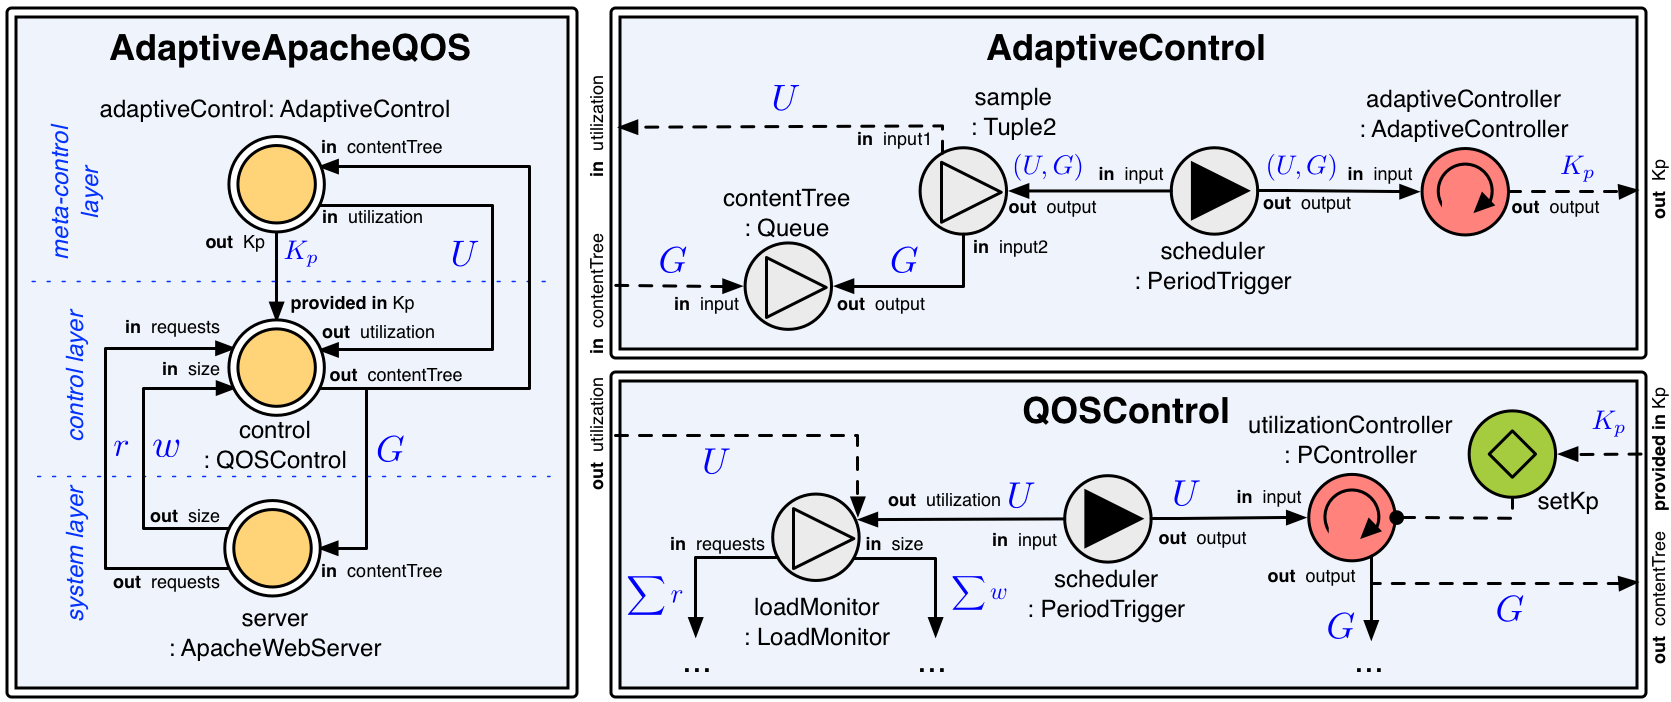 AdaptiveApacheQOS
adaptiveControl: AdaptiveControl
meta-control
layer
in contentTree
in utilization
out Kp
K_p
U
provided in Kp
in requests
out utilization
in size
out contentTree
control layer
control
: QOSControl
r
w
G
system layer
out size
in contentTree
out requests
server
: ApacheWebServer
AdaptiveControl
in utilization
U
sample
: Tuple2
in input1
adaptiveController
: AdaptiveController
(U, G)
in input
(U, G)
in input
K_p
out output
out output
out output
out Kp
contentTree
: Queue
in input2
scheduler
: PeriodTrigger
in contentTree
G
in input
G
out output
QOSControl
out utilization
U
utilizationController
: PController
K_p
provided in Kp
setKp
out utilization
U
U
in input
in requests
in size
in input
out output
∑ r
∑ w
scheduler
: PeriodTrigger
out output
loadMonitor
: LoadMonitor
G
G
out contentTree
...
...
...